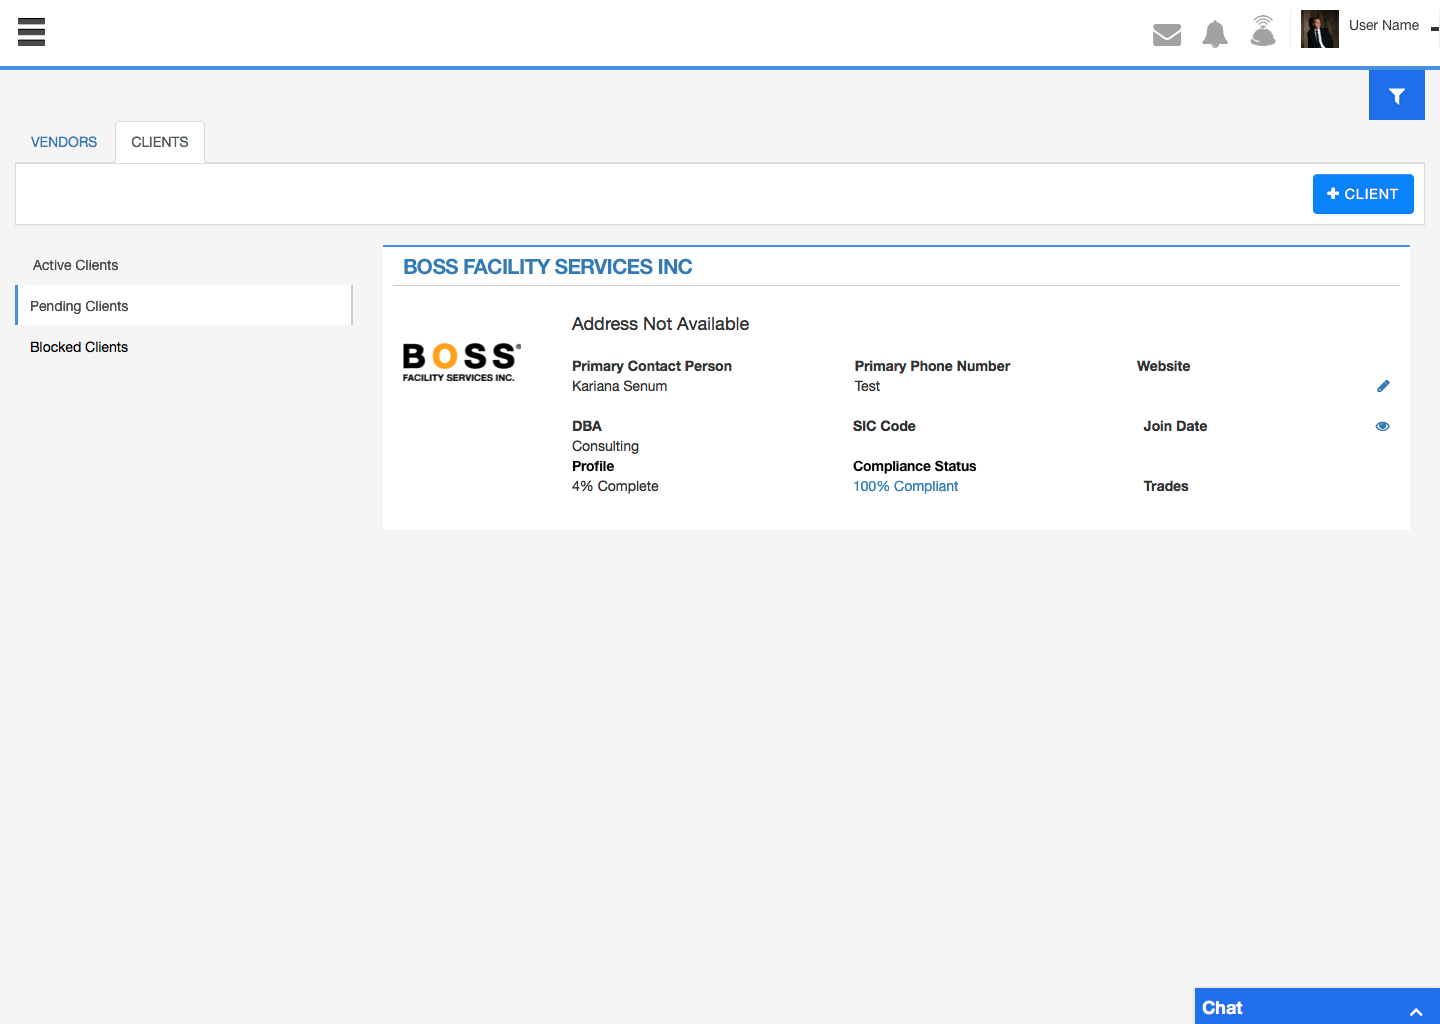 User Name
VENDORS CLIENTS
CLIENT
Active Clients
Pending Clients
Blocked Clients
BOSS FACILITY SERVICES INC
BOSS®
FACILITY SERVICES INC.
Address Not Available
Primary Contact Person Primary Phone Number Website
Kariana Senum Test
DBA SIC Code Join Date
Consulting
Profile Compliance Status
4% Complete 100% Compliant Trades
Chat